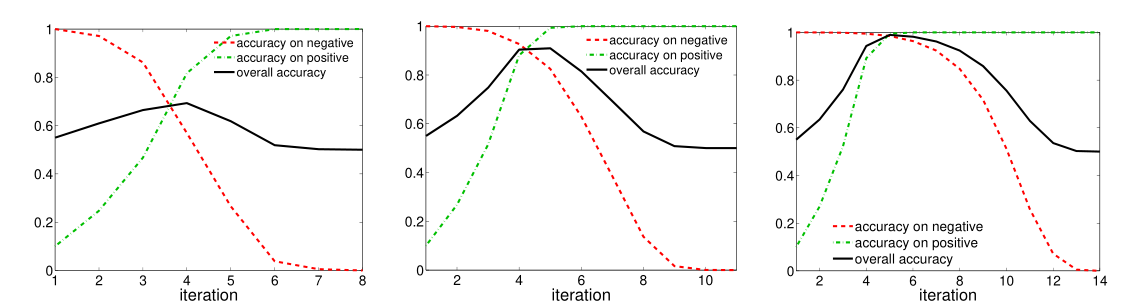 1
0.8
0.6
0.4
0.2
0
1 2 3 4 5 6 7 8
iteration
accuracy on negative
accuracy on positive
overall accuracy
1
0.8
0.6
0.4
0.2
0
2 4 6 8 10
iteration
accuracy on negative
accuracy on positive
overall accuracy
1
0.8
0.6
0.4
0.2
0
2 4 6 8 10 12 14
iteration
accuracy on negative
accuracy on positive
overall accuracy